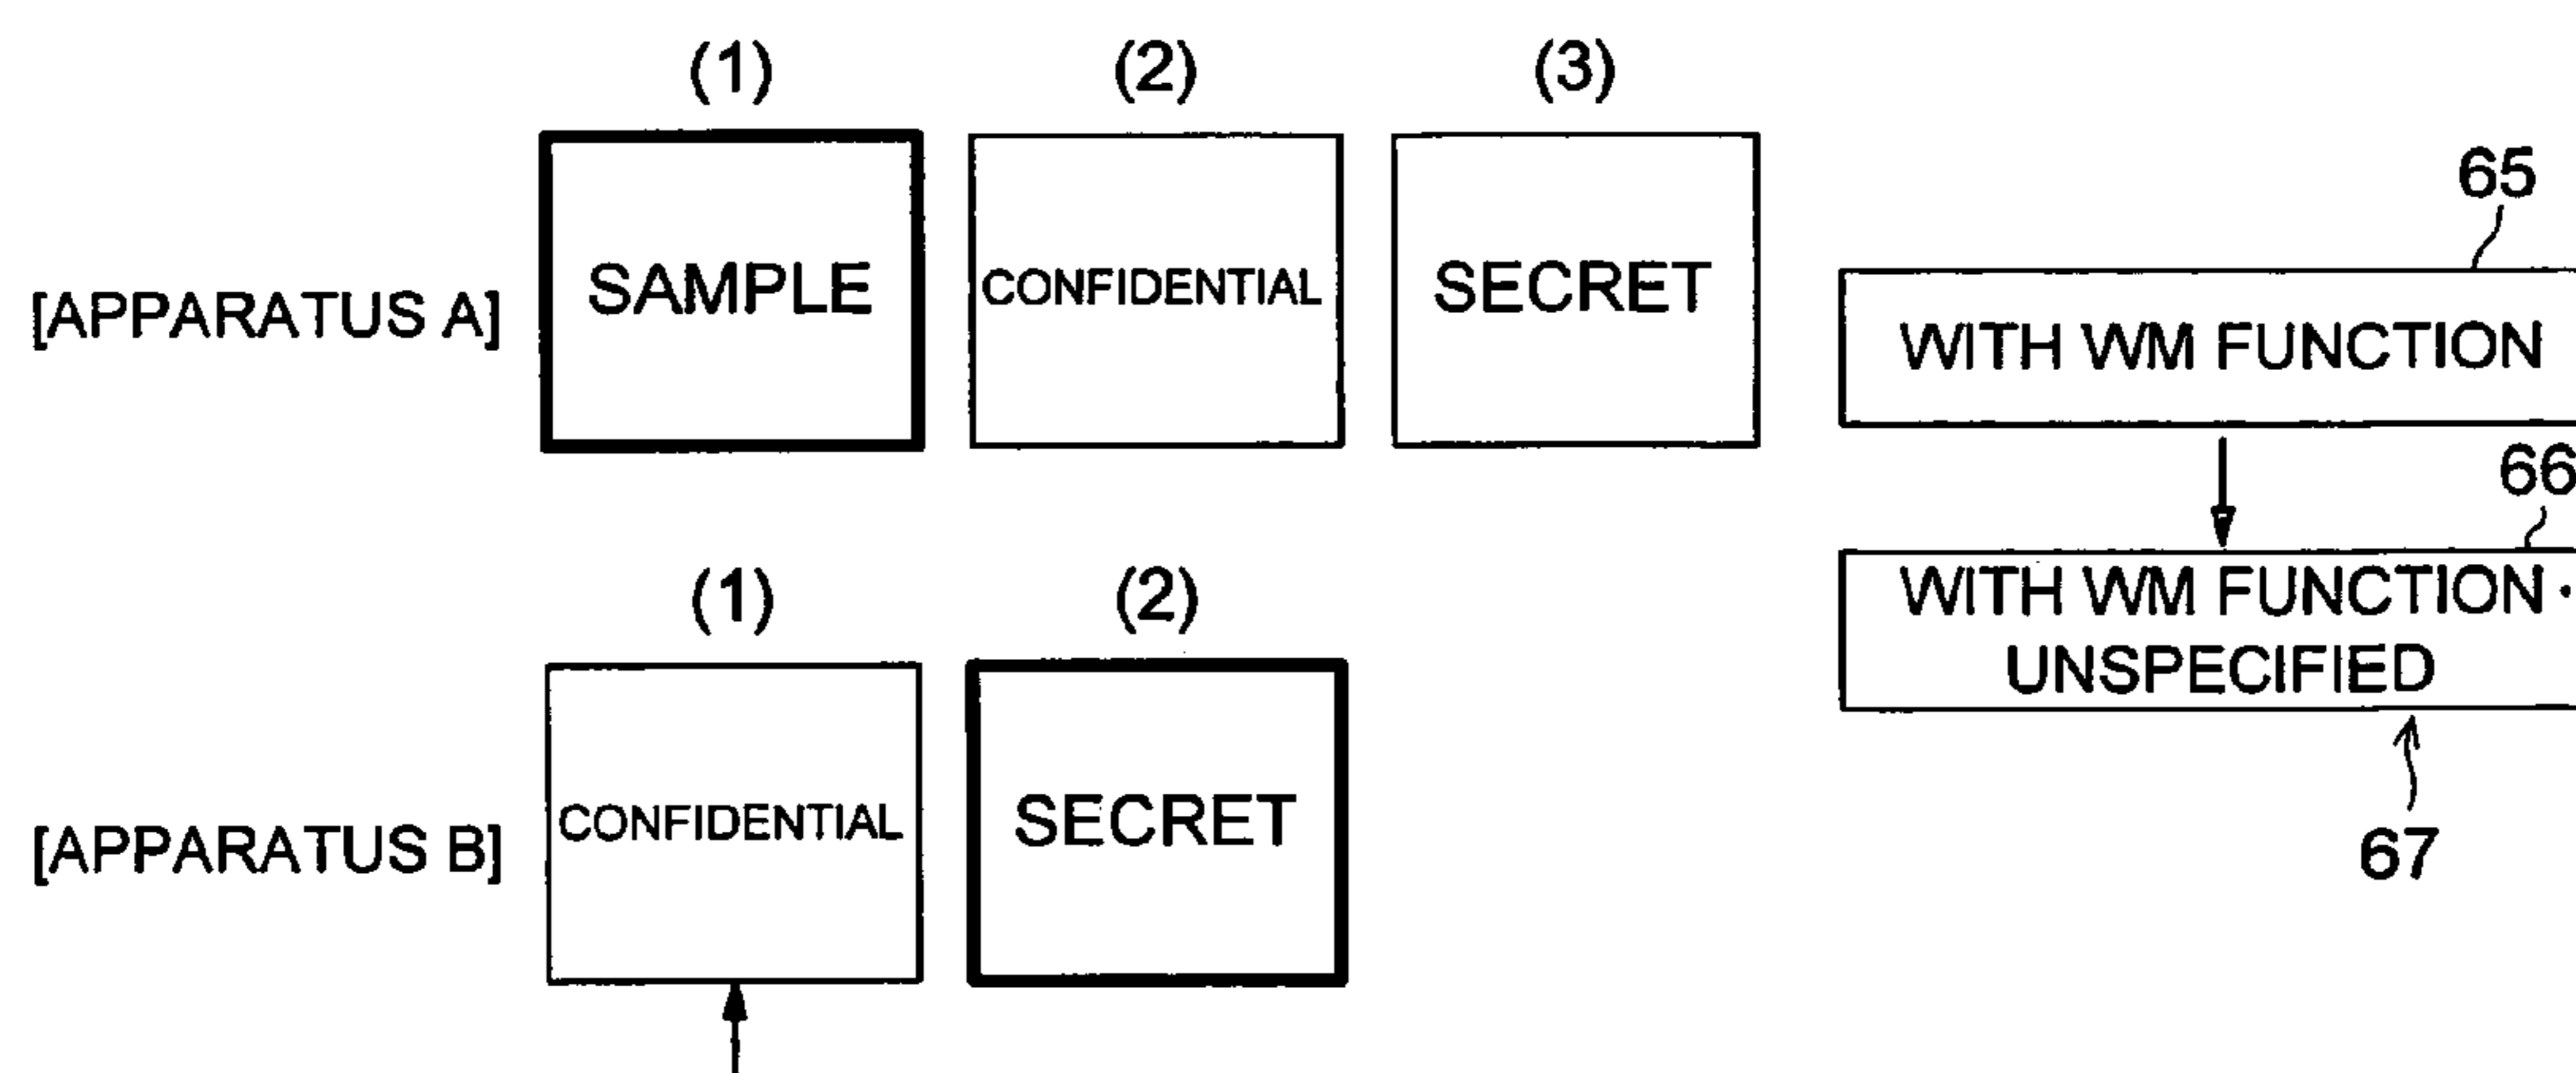 (1) (2) (3)
65
[APPARATUS A] SAMPLE CONFIDENTIAL SECRET WITH WM FUNCTION
66
(1) (2) WITH WM FUNCTION ·
UNSPECIFIED
[APPARATUS B] CONFIDENTIAL SECRET
67